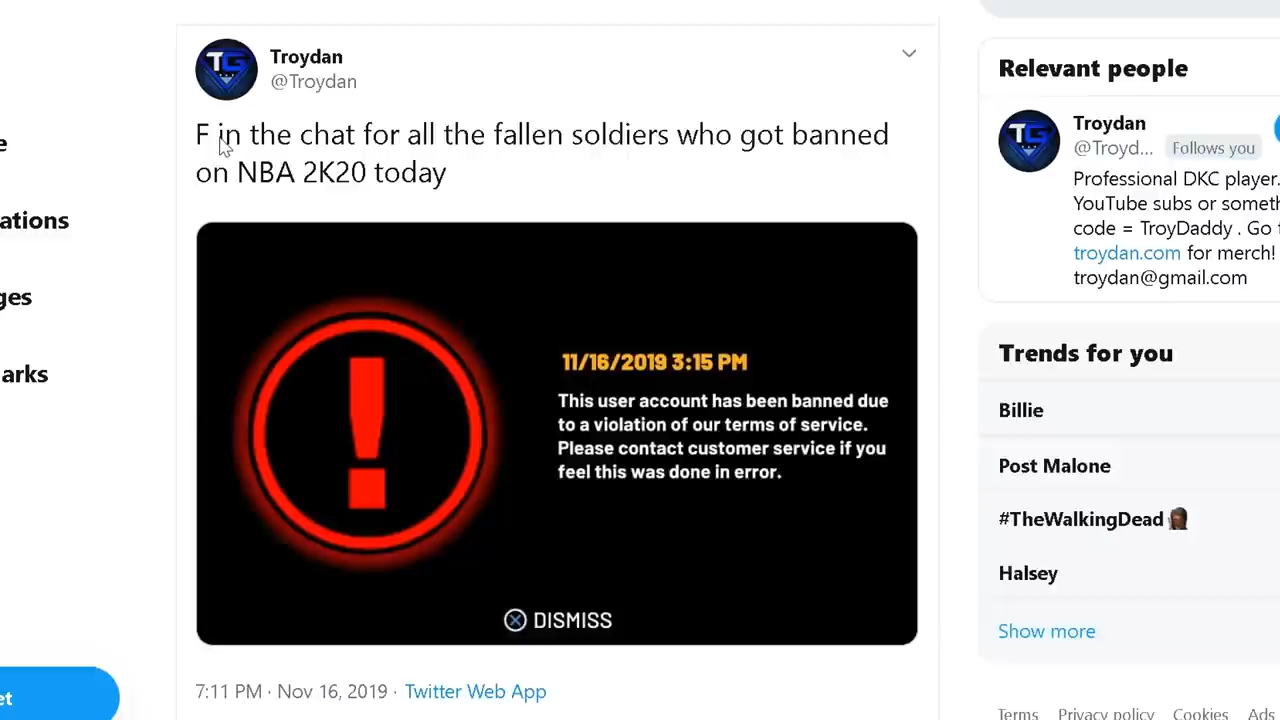 Troydan
@Troydan
F in the chat for all the fallen soldiers who got banned
on NBA 2K20 today
11/16/2019 3:15 PM
This user account has been banned due
to a violation of our terms of service.
Please contact customer service if you
feel this was done in error.
DISMISS
7:11 PM · Nov 16, 2019 · Twitter Web App
e
ations
ges
arks
et
Relevant people
TG
Troydan
@Troyd... Follows you
Professional DKC player.
YouTube subs or someth
code = TroyDaddy . Go t
troydan.com for merch!
troydan@gmail.com
Trends for you
Billie
Post Malone
#TheWalkingDead
Halsey
Show more
Terms Privacy policy Cookies Ads
TG